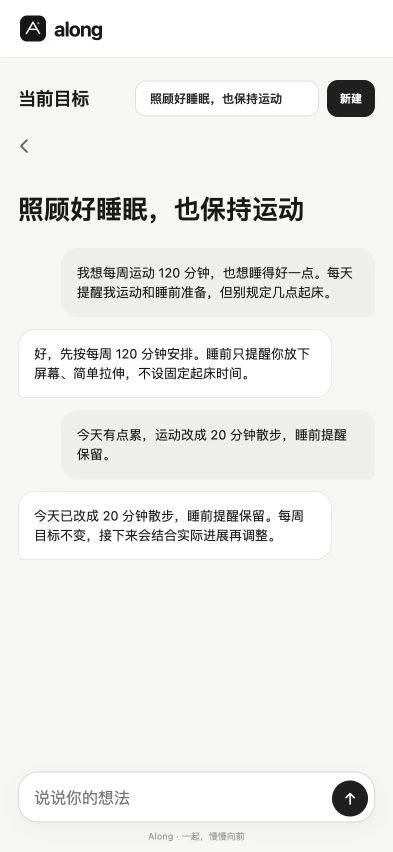 along
当前目标
照顾好睡眠，也保持运动
新建
照顾好睡眠，也保持运动
我想每周运动 120 分钟，也想睡得好一点。每天
提醒我运动和睡前准备，但别规定几点起床。
好，先按每周 120 分钟安排。睡前只提醒你放下
屏幕、简单拉伸，不设固定起床时间。
今天有点累，运动改成 20 分钟散步，睡前提醒
保留。
今天已改成 20 分钟散步，睡前提醒保留。每周
目标不变，接下来会结合实际进展再调整。
说说你的想法
Along · 一起，慢慢向前